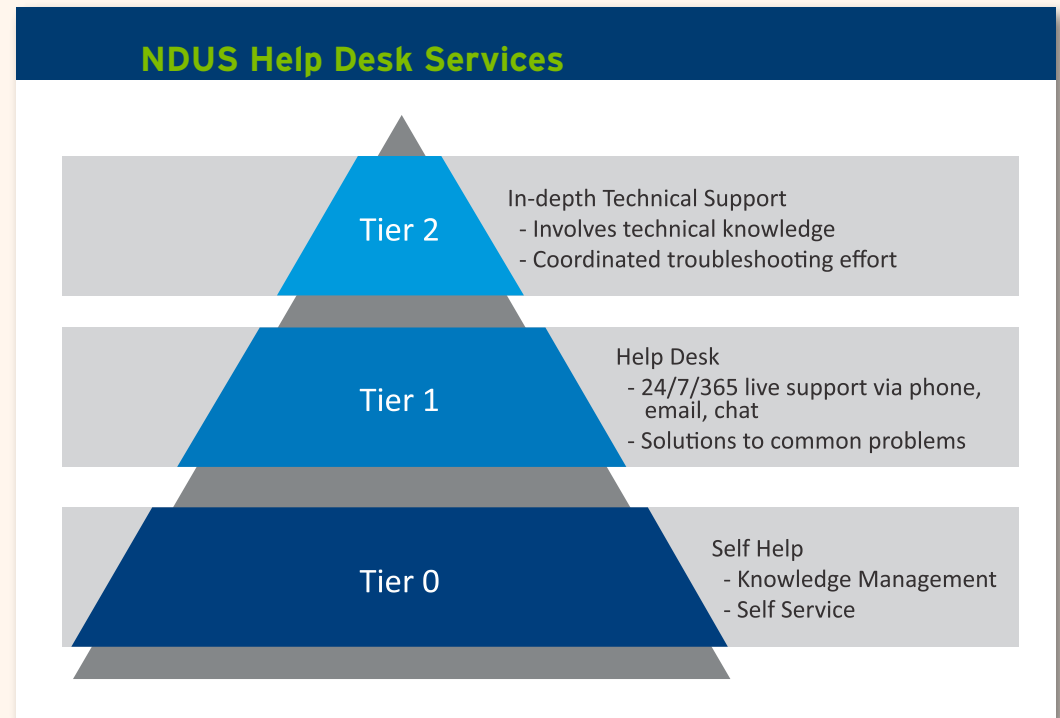 NDUS Help Desk Services
Tier 2
In-depth Technical Support
- Involves technical knowledge
- Coordinated troubleshooting effort
Tier 1
Help Desk
- 24/7/365 live support via phone,
email, chat
- Solutions to common problems
Tier 0
Self Help
- Knowledge Management
- Self Service